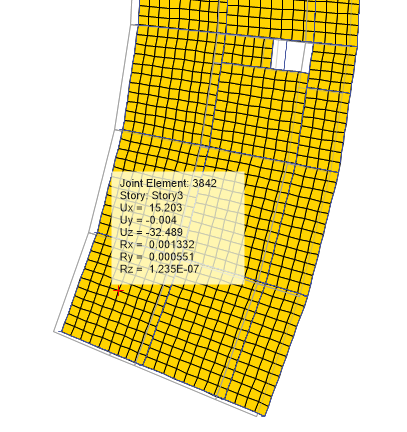 Joint Element: 3842
Story: Story3
Ux = 15.203
Uy = -0.004
Uz = -32.489
Rx = 0.001332
Ry = 0.000551
Rz = 1.235E-07